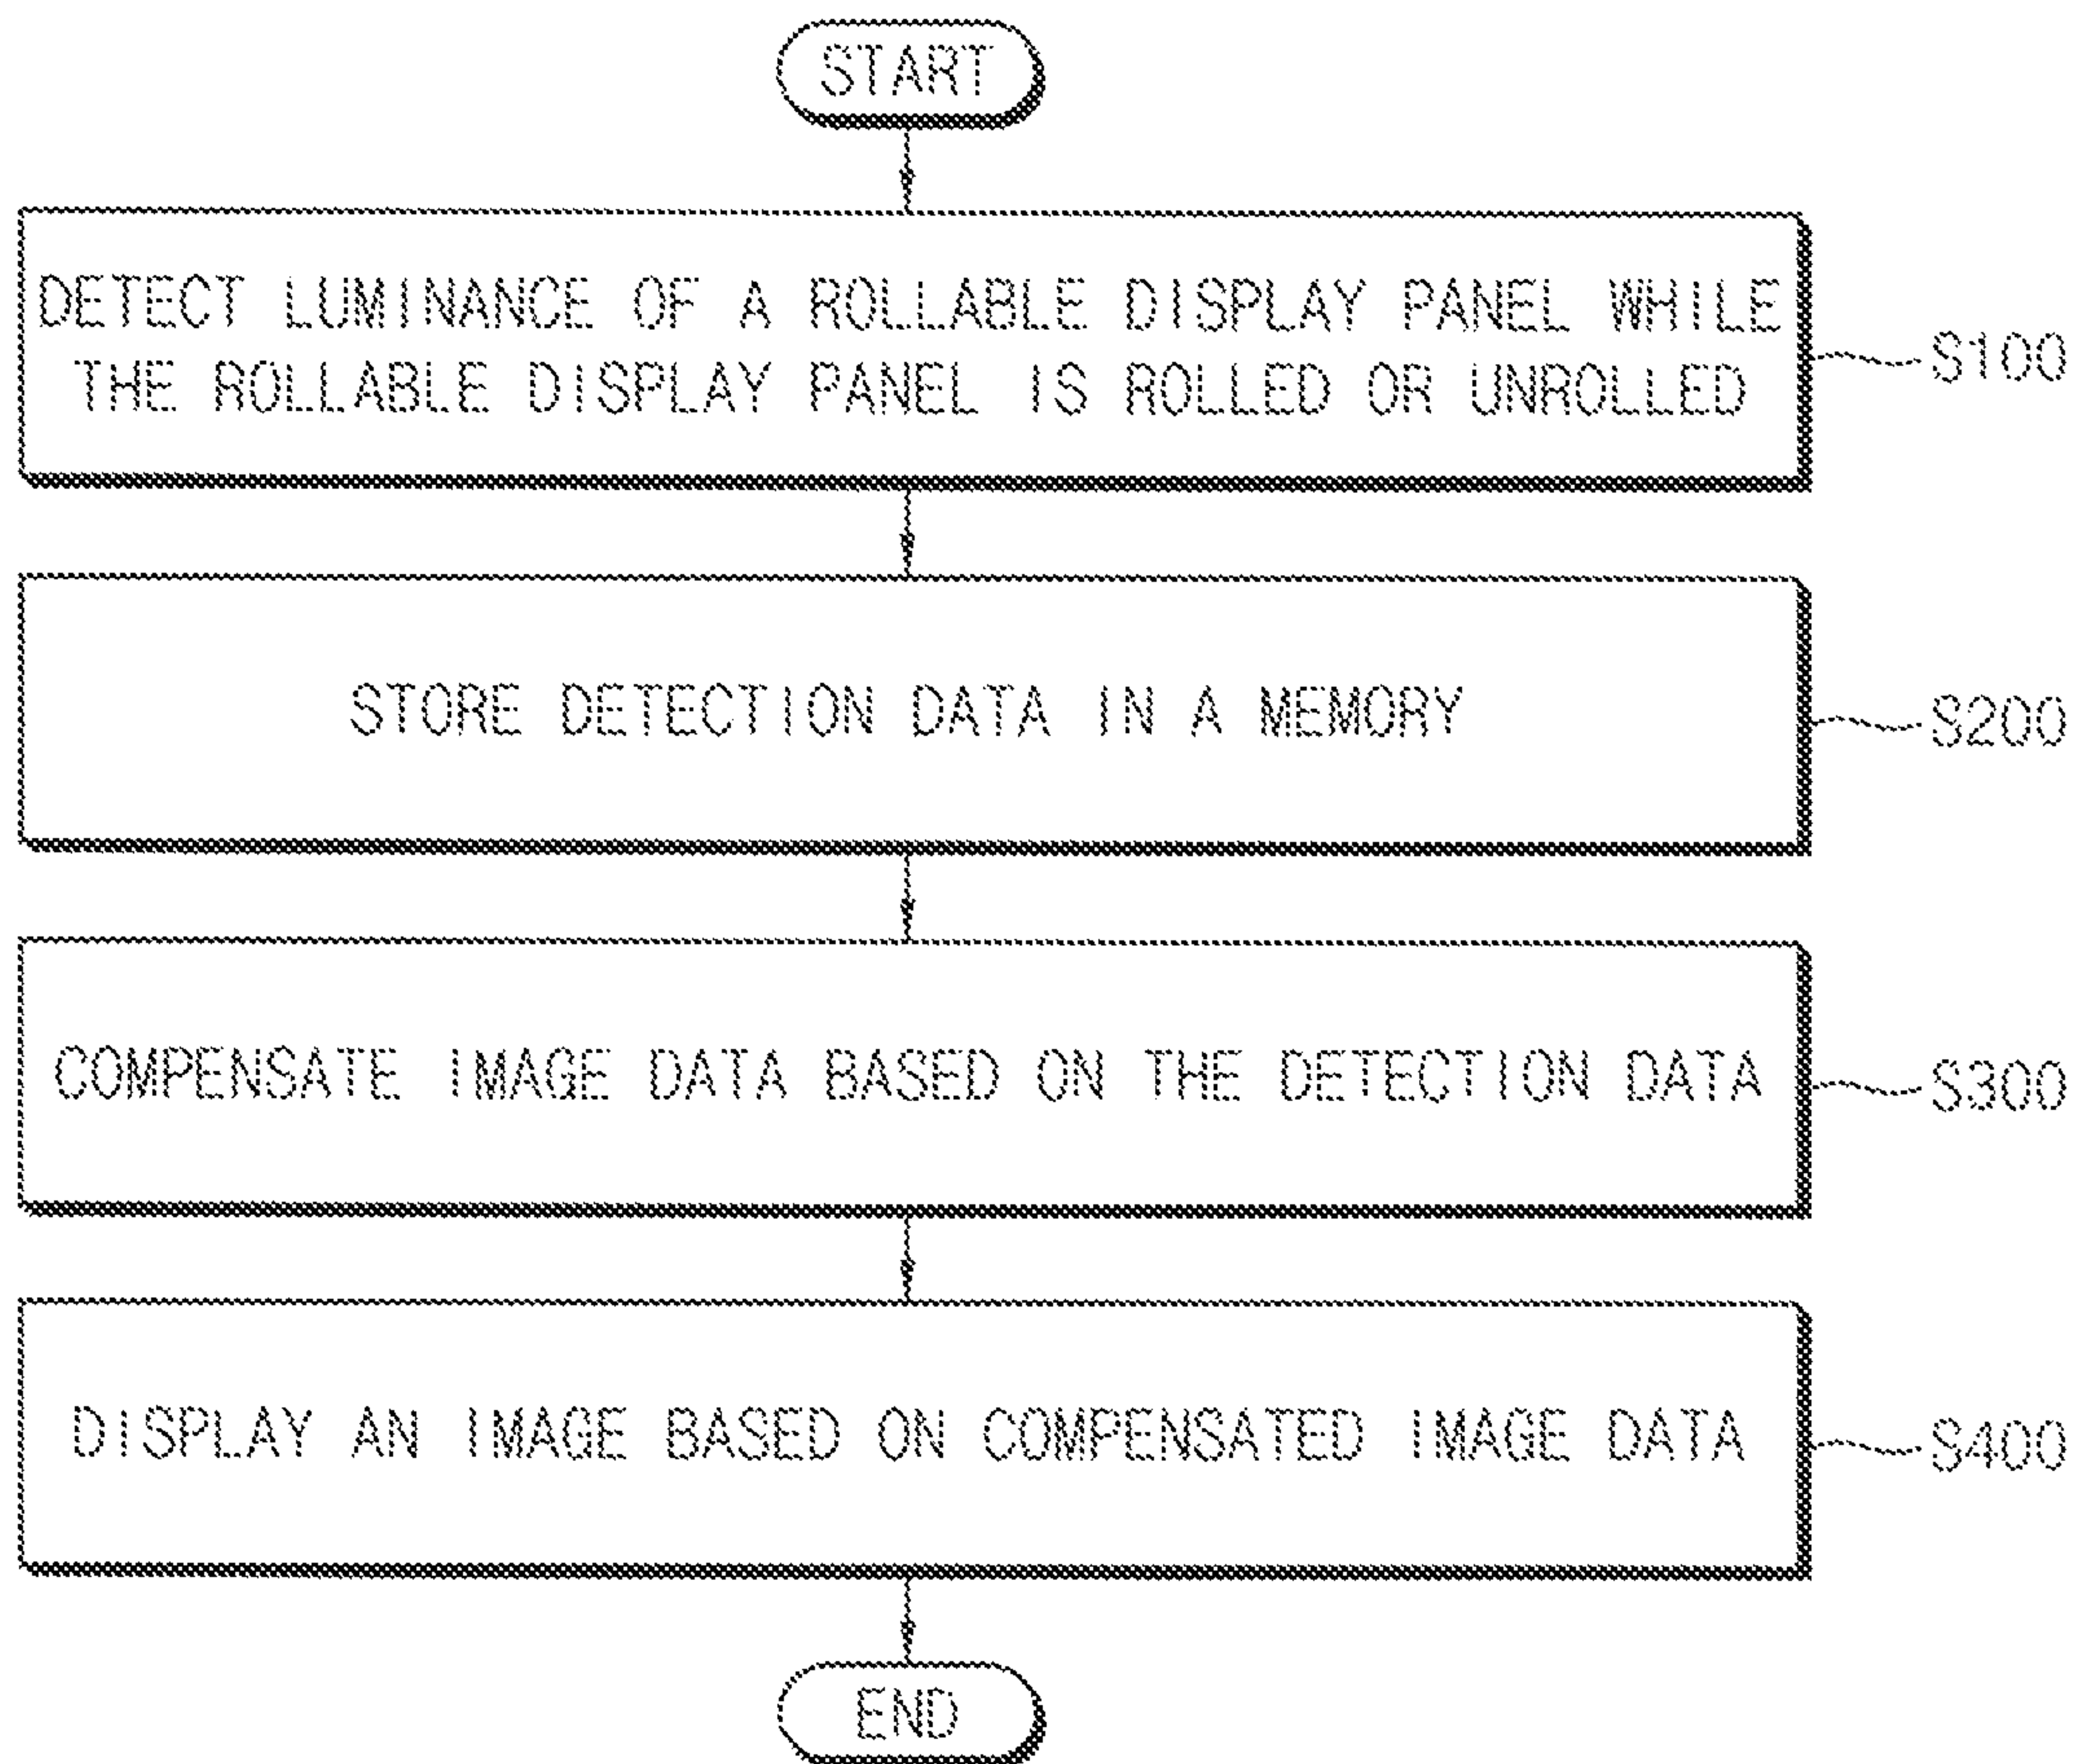 START
DETECT LUMINANCE OF A ROLLABLE DISPLAY PANEL WHILE
THE ROLLABLE DISPLAY PANEL IS ROLLED OR UNROLLED
S100
STORE DETECTION DATA IN A MEMORY
S200
COMPENSATE IMAGE DATA BASED ON THE DETECTION DATA
S300
DISPLAY AN IMAGE BASED ON COMPENSATED IMAGE DATA
S400
END